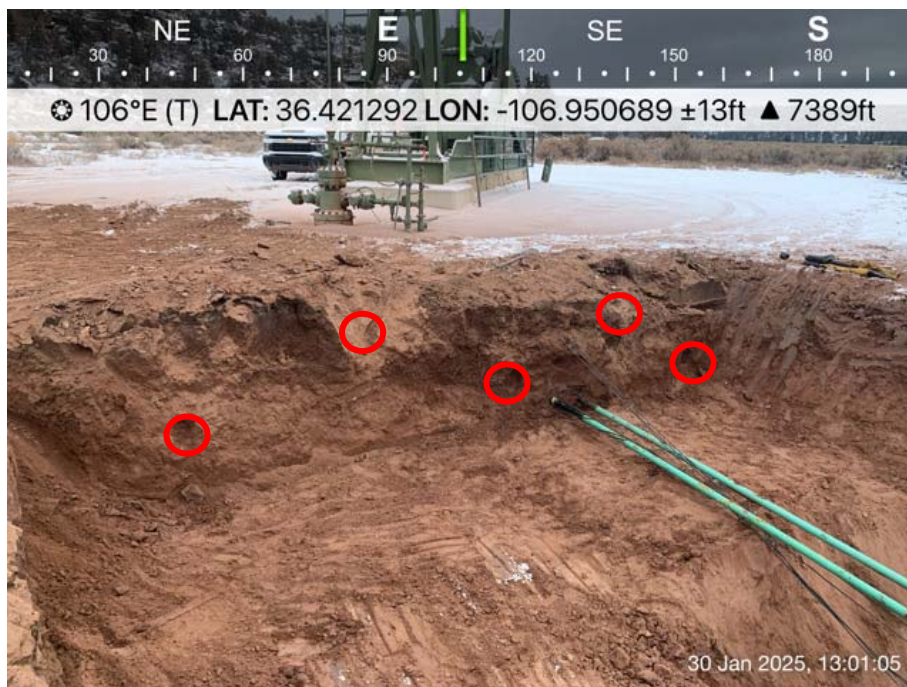 NE E SE S
30 60 90 120 150 180
106°E (T) LAT: 36.421292 LON: -106.950689 ±13ft ▲ 7389ft
30 Jan 2025, 13:01:05